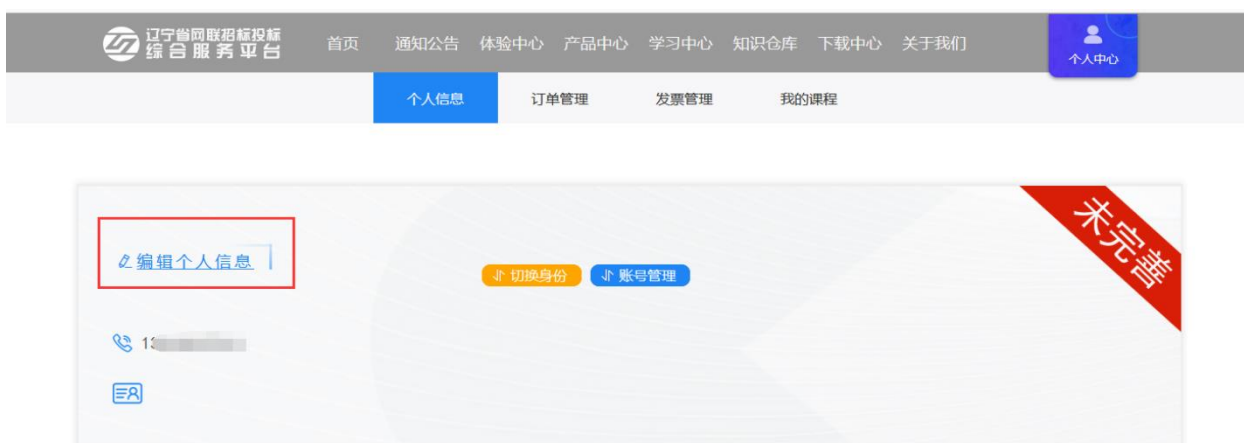 辽宁省网联招标投标
综合服务平台
首页 通知公告 体验中心 产品中心 学习中心 知识仓库 下载中心 关于我们
个人中心
个人信息 订单管理 发票管理 我的课程
未完善
编辑个人信息
切换身份 账号管理
13